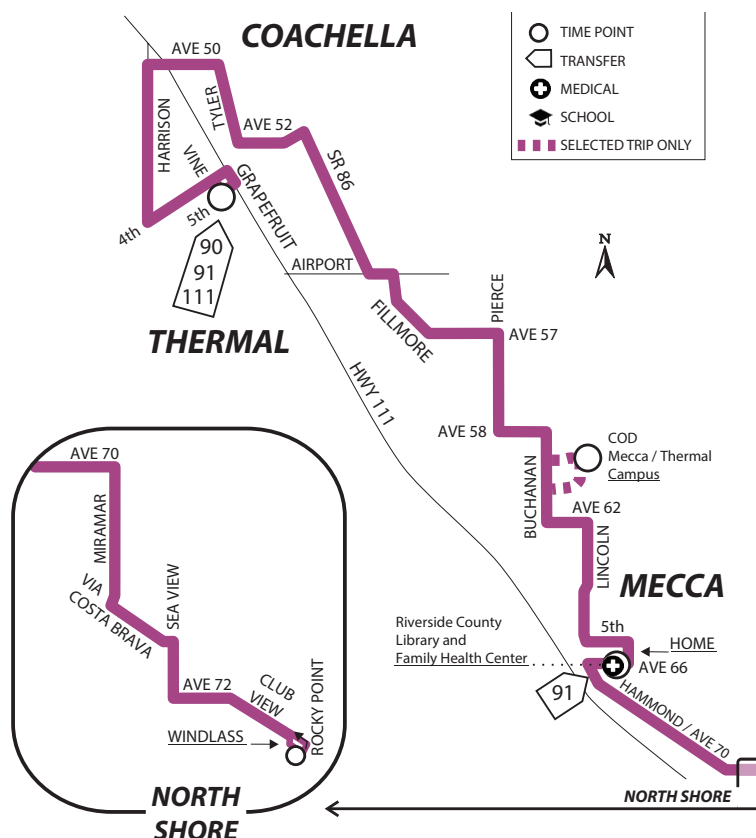 COACHELLA
TIME POINT
TRANSFER
MEDICAL
SCHOOL
SELECTED TRIP ONLY
AVE 50
TYLER
AVE 52
HARRISON
VINE
GRAPEFRUIT
SR 86
5th
4th
90
91
111
THERMAL
AIRPORT
N
FILLMORE
PIERCE
AVE 57
HWY 111
AVE 58
COD
Mecca / Thermal
Campus
BUCHANAN
AVE 62
LINCOLN
MECCA
5th
HOME
Riverside County
Library and
Family Health Center
AVE 66
91
HAMMOND / AVE 70
NORTH SHORE
AVE 70
MIRAMAR
VIA
COSTA BRAVA
SEA VIEW
AVE 72
CLUB
VIEW
ROCKY POINT
WINDLASS
NORTH
SHORE